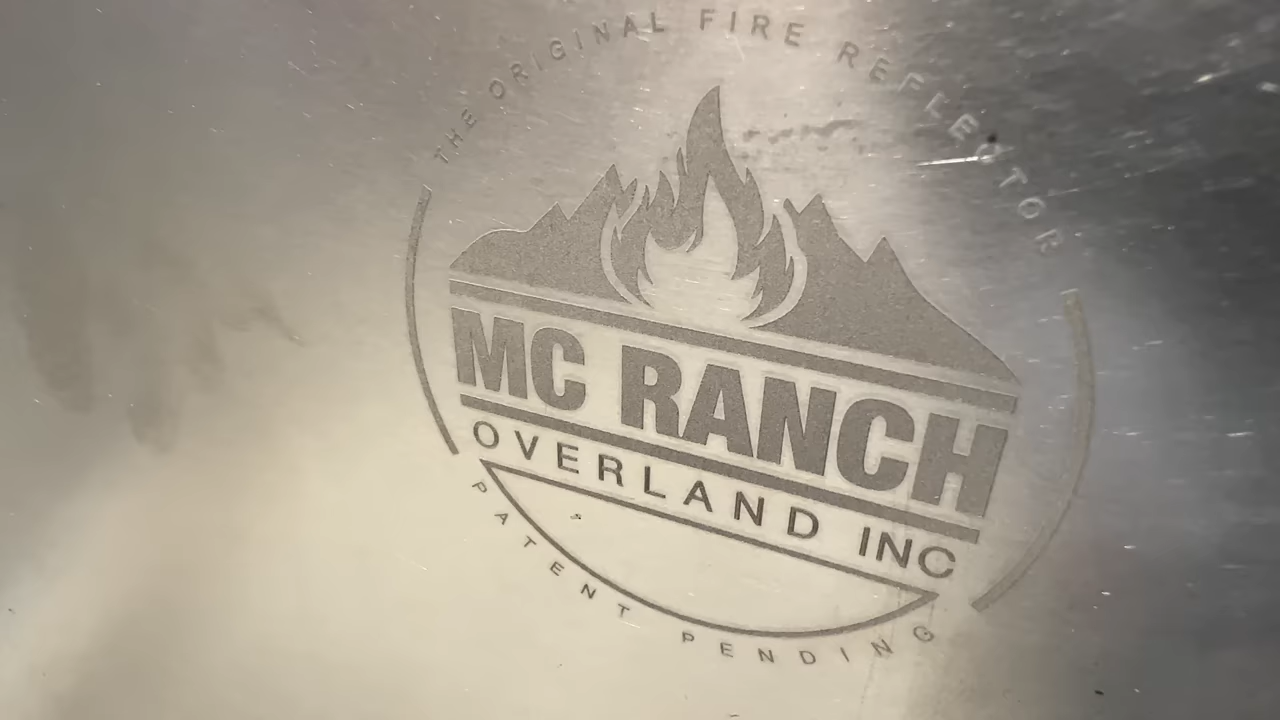 THE ORIGINAL FIRE REFLECTOR
MC RANCH
OVERLAND INC
PATENT PENDING